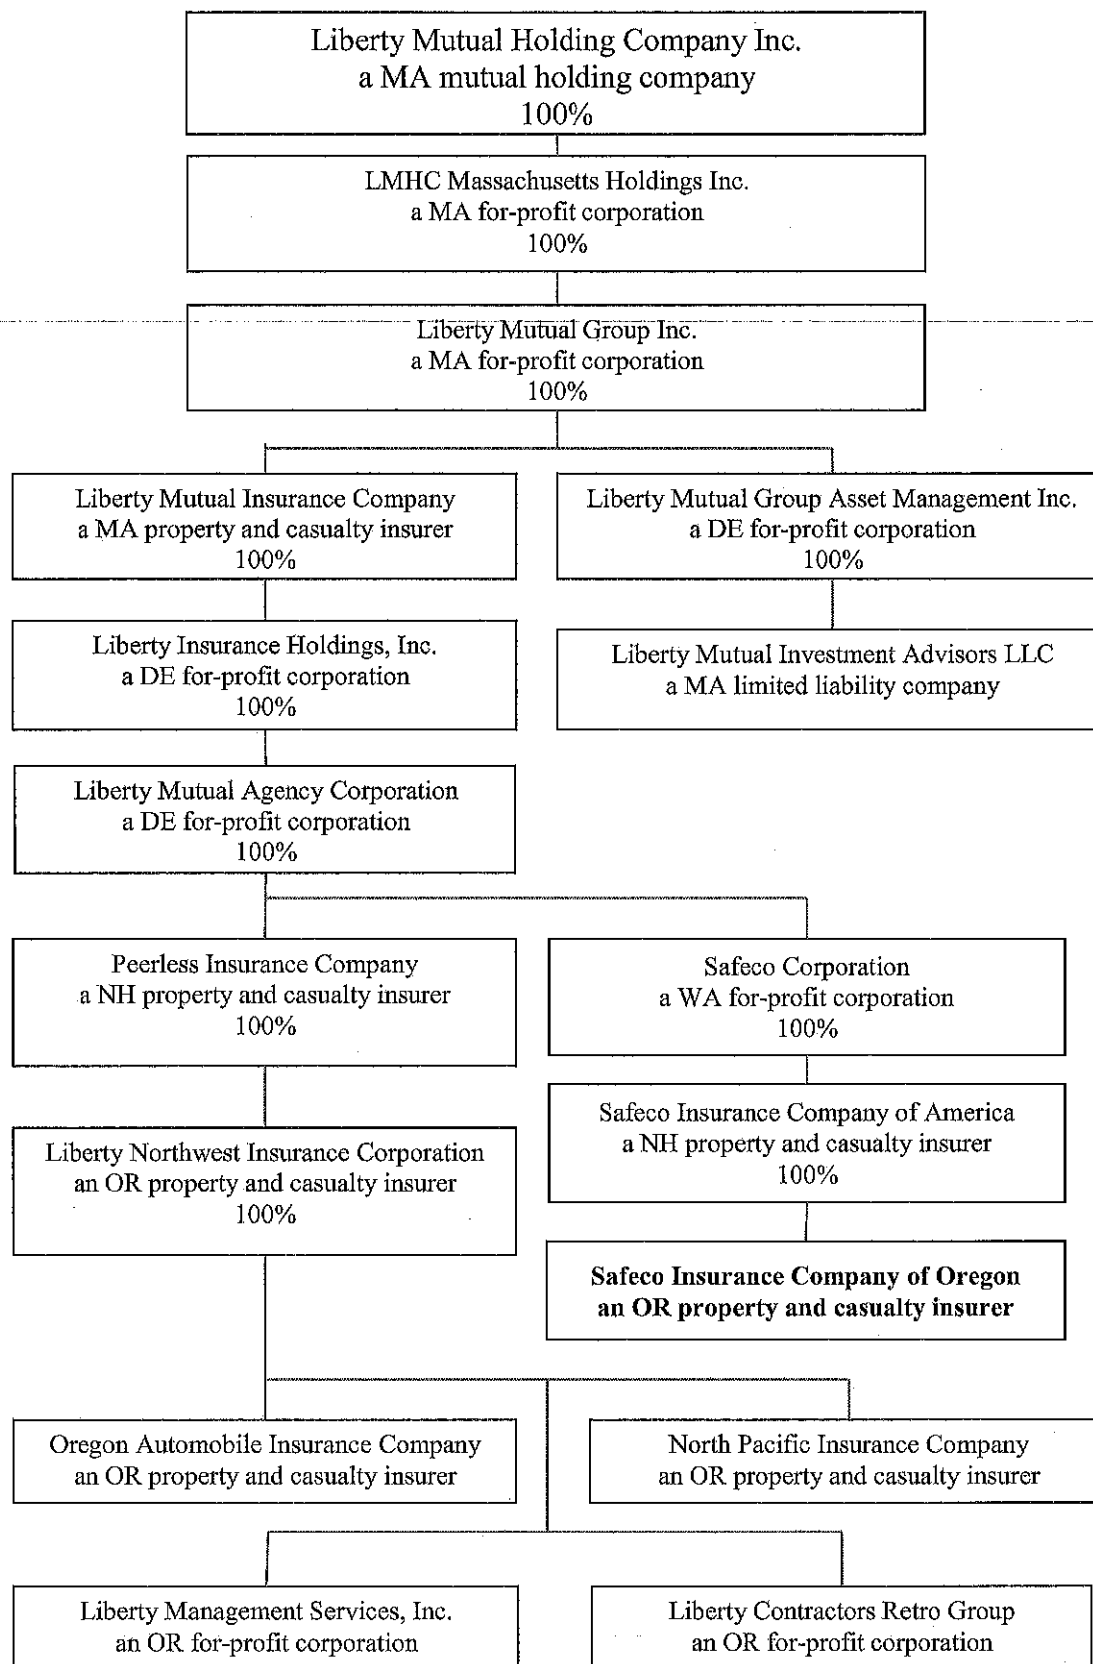 Liberty Mutual Holding Company Inc.
a MA mutual holding company
100%
LMHC Massachusetts Holdings Inc.
a MA for-profit corporation
100%
Liberty Mutual Group Inc.
a MA for-profit corporation
100%
Liberty Mutual Insurance Company
a MA property and casualty insurer
100%
Liberty Mutual Group Asset Management Inc.
a DE for-profit corporation
100%
Liberty Insurance Holdings, Inc.
a DE for-profit corporation
100%
Liberty Mutual Investment Advisors LLC
a MA limited liability company
Liberty Mutual Agency Corporation
a DE for-profit corporation
100%
Peerless Insurance Company
a NH property and casualty insurer
100%
Safeco Corporation
a WA for-profit corporation
100%
Safeco Insurance Company of America
a NH property and casualty insurer
100%
Liberty Northwest Insurance Corporation
an OR property and casualty insurer
100%
Safeco Insurance Company of Oregon
an OR property and casualty insurer
Oregon Automobile Insurance Company
an OR property and casualty insurer
North Pacific Insurance Company
an OR property and casualty insurer
Liberty Management Services, Inc.
an OR for-profit corporation
Liberty Contractors Retro Group
an OR for-profit corporation